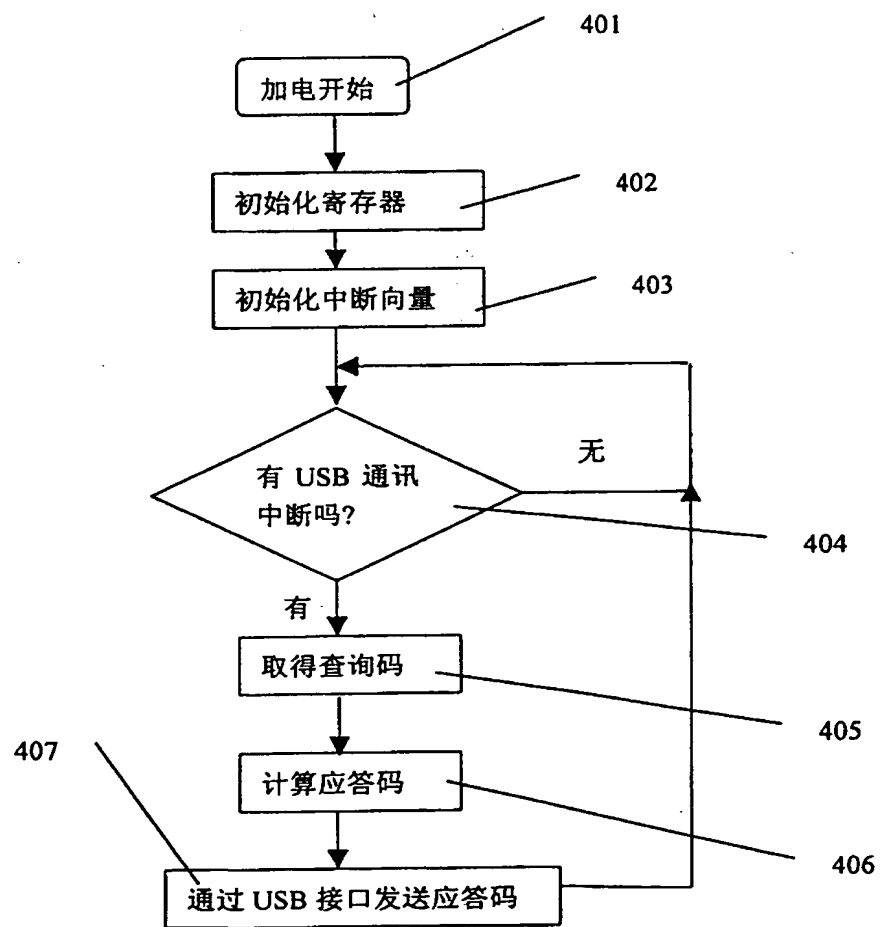 401
加电开始
402
初始化寄存器
403
初始化中断向量
无
有 USB 通讯
中断吗?
404
有
取得查询码
405
407
计算应答码
406
通过 USB 接口发送应答码